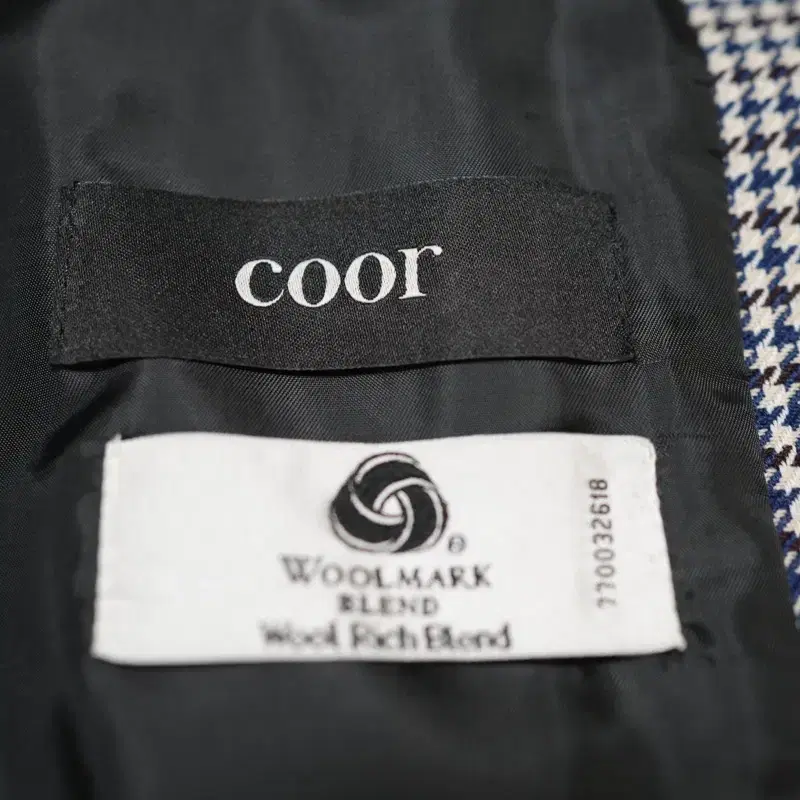 coor
WOOLMARK
BLEND
Wool Rich Blend
770032618